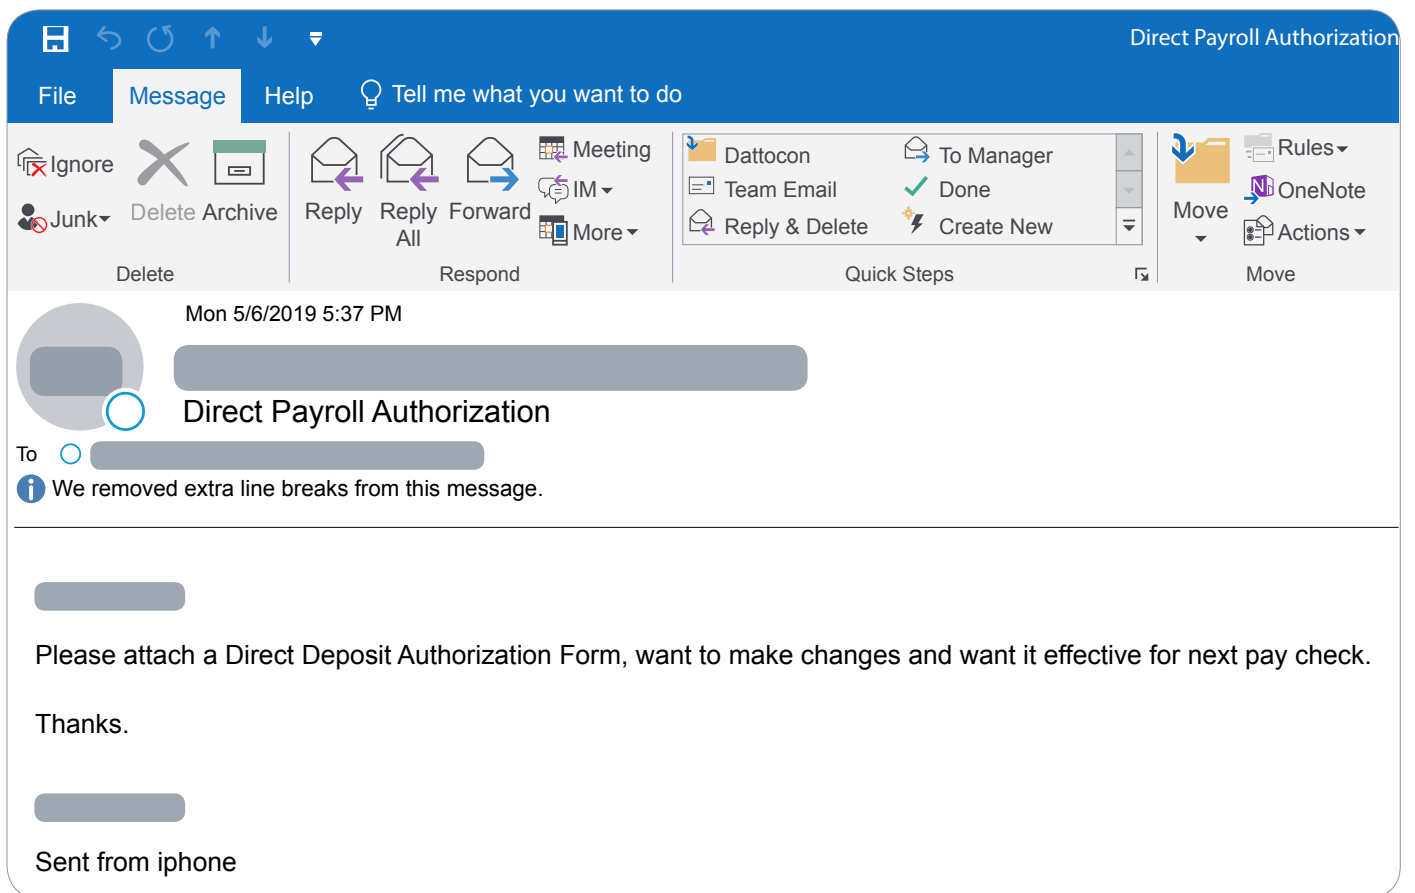 Direct Payroll Authorization
File Message Help Tell me what you want to do
Ignore
Junk
Delete
Archive
Delete
Reply
Reply All
Forward
Meeting
IM
More
Respond
Dattocon
Team Email
Reply & Delete
To Manager
Done
Create New
Quick Steps
Move
Rules
OneNote
Actions
Move
Mon 5/6/2019 5:37 PM
Direct Payroll Authorization
To
We removed extra line breaks from this message.
Please attach a Direct Deposit Authorization Form, want to make changes and want it effective for next pay check.
Thanks.
Sent from iphone